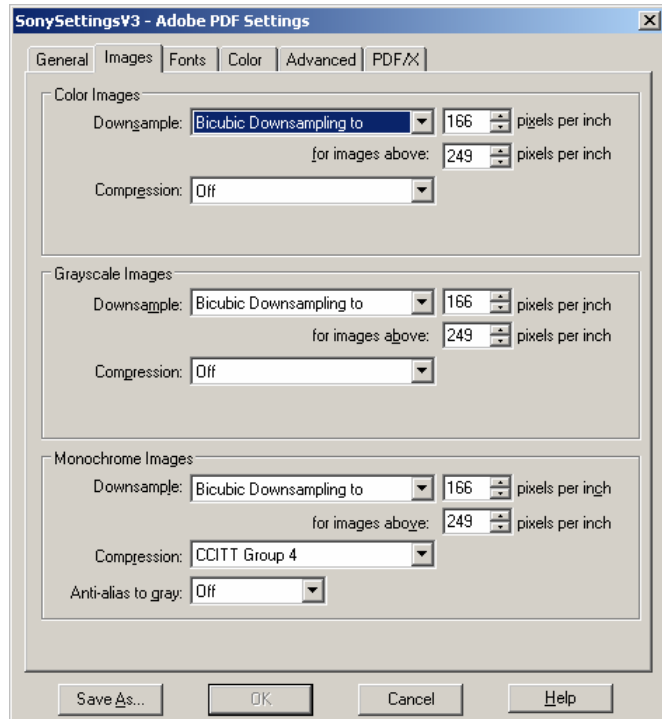 SonySettingsV3 - Adobe PDF Settings
General Images Fonts Color Advanced PDF/X
Color Images
Downsample: Bicubic Downsampling to 166 pixels per inch
for images above: 249 pixels per inch
Compression: Off
Grayscale Images
Downsample: Bicubic Downsampling to 166 pixels per inch
for images above: 249 pixels per inch
Compression: Off
Monochrome Images
Downsample: Bicubic Downsampling to 166 pixels per inch
for images above: 249 pixels per inch
Compression: CCITT Group 4
Anti-alias to gray: Off
Save As... OK Cancel Help